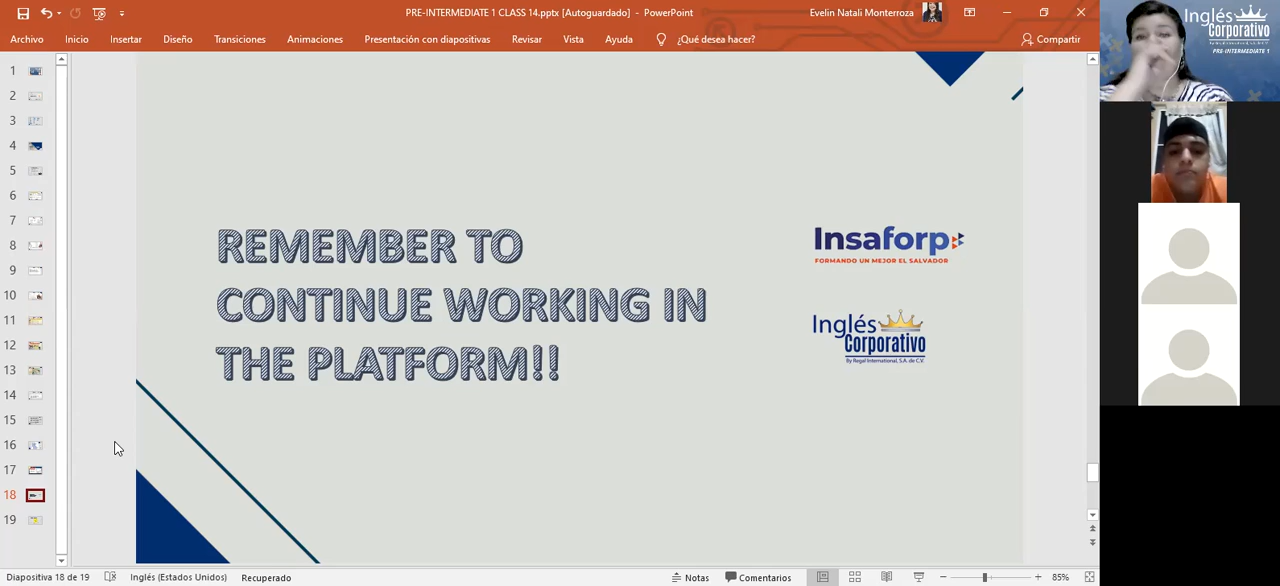 PRE-INTERMEDIATE 1 CLASS 14.pptx [Autoguardado] - PowerPoint
Evelin Natali Monterroza
Archivo Inicio Insertar Diseño Transiciones Animaciones Presentación con diapositivas Revisar Vista Ayuda ¿Qué desea hacer? Compartir
Inglés
Corporativo
By Regal International, S.A. de C.V.
PRE-INTERMEDIATE 1
1
2
3
4
5
6
7
8
9
10
11
12
13
14
15
16
17
18
19
REMEMBER TO
CONTINUE WORKING IN
THE PLATFORM!!
Insaforp
FORMANDO UN MEJOR EL SALVADOR
Inglés
Corporativo
By Regal International, S.A. de C.V.
Diapositiva 18 de 19 Inglés (Estados Unidos) Recuperado Notas Comentarios 85%